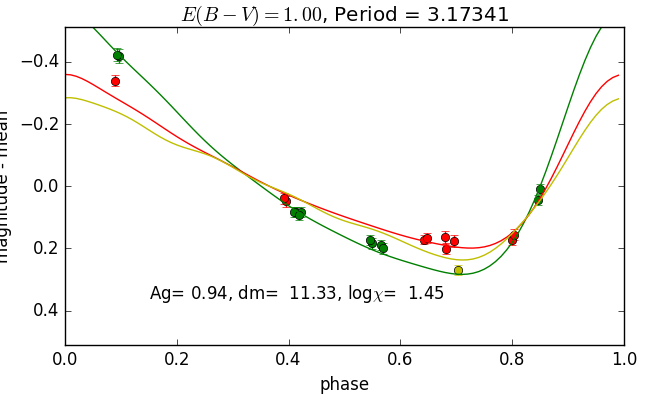 E(B − V) = 1.00, Period = 3.17341
magnitude - mean
−0.4
−0.2
0.0
0.2
0.4
Ag= 0.94, dm= 11.33, logχ= 1.45
0.0 0.2 0.4 0.6 0.8 1.0
phase